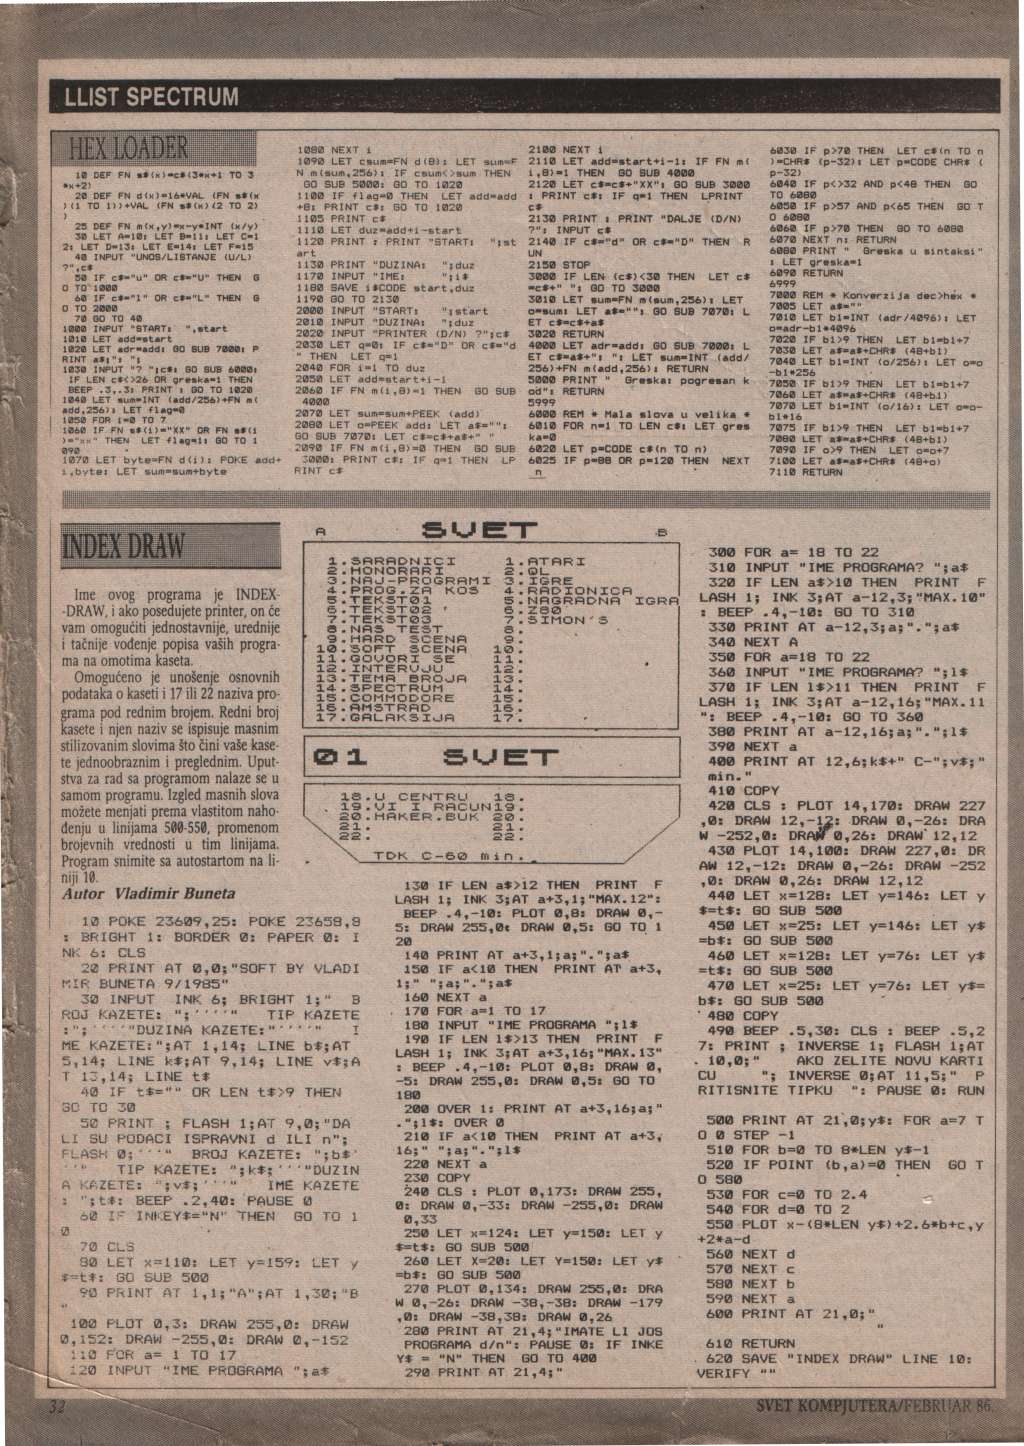 LLIST SPECTRUM
HEX LOADER
10 DEF FN s$(x)=c$(3*x+1 TO 3
*x+2)
20 DEF FN d(x)=16*VAL (FN s$(x
)(1 TO 1))+VAL (FN s$(x)(2 TO 2)
)
25 DEF FN m(x,y)=x-y*INT (x/y)
30 LET A=10: LET B=11: LET C=1
2: LET D=13: LET E=14: LET F=15
40 INPUT "UNOS/LISTANJE (U/L)
?",c$
50 IF c$="u" OR c$="U" THEN G
O TO 1000
60 IF c$="l" OR c$="L" THEN G
O TO 2000
70 GO TO 40
1000 INPUT "START: ",start
1010 LET add=start
1020 LET adr=add: GO SUB 7000: P
RINT a$;": ";
1030 INPUT "? ";c$: GO SUB 6000:
IF LEN c$<>26 OR greska=1 THEN
BEEP .3,.3: PRINT : GO TO 1020
1040 LET sum=INT (add/256)+FN m(
add,256): LET flag=0
1050 FOR i=0 TO 7
1060 IF FN s$(i)="XX" OR FN s$(i
)="xx" THEN LET flag=1: GO TO 1
090
1070 LET byte=FN d(i): POKE add+
i,byte: LET sum=sum+byte
1080 NEXT i
1090 LET csum=FN d(8): LET sum=F
N m(sum,256): IF csum<>sum THEN
GO SUB 5000: GO TO 1020
1100 IF flag=0 THEN LET add=add
+8: PRINT c$: GO TO 1020
1105 PRINT c$
1110 LET duz=add+i-start
1120 PRINT : PRINT "START: ";st
art
1130 PRINT "DUZINA: ";duz
1170 INPUT "IME: ";i$
1180 SAVE i$CODE start,duz
1190 GO TO 2130
2000 INPUT "START: ";start
2010 INPUT "DUZINA: ";duz
2020 INPUT "PRINTER (D/N) ?";c$
2030 LET q=0: IF c$="D" OR c$="d
" THEN LET q=1
2040 FOR i=1 TO duz
2050 LET add=start+i-1
2060 IF FN m(i,8)=1 THEN GO SUB
4000
2070 LET sum=sum+PEEK (add)
2080 LET o=PEEK add: LET a$="":
GO SUB 7070: LET c$=c$+a$+" "
2090 IF FN m(i,8)=0 THEN GO SUB
3000: PRINT c$: IF q=1 THEN LP
RINT c$
2100 NEXT i
2110 LET add=start+i-1: IF FN m(
i,8)=1 THEN GO SUB 4000
2120 LET c$=c$+"XX": GO SUB 3000
: PRINT c$: IF q=1 THEN LPRINT
c$
2130 PRINT : PRINT "DALJE (D/N)
?": INPUT c$
2140 IF c$="d" OR c$="D" THEN R
UN
2150 STOP
3000 IF LEN (c$)<30 THEN LET c$
=c$+" ": GO TO 3000
3010 LET sum=FN m(sum,256): LET
o=sum: LET a$="": GO SUB 7070: L
ET c$=c$+a$
3020 RETURN
4000 LET adr=add: GO SUB 7000: L
ET c$=a$+": ": LET sum=INT (add/
256)+FN m(add,256): RETURN
5000 PRINT " Greska: pogresan k
od": RETURN
5999
6000 REM * Mala slova u velika *
6010 FOR n=1 TO LEN c$: LET gres
ka=0
6020 LET p=CODE c$(n TO n)
6025 IF p=88 OR p=120 THEN NEXT
n
6030 IF p>70 THEN LET c$(n TO n
)=CHR$ (p-32): LET p=CODE CHR$ (
p-32)
6040 IF p<>32 AND p<48 THEN GO
TO 6080
6050 IF p>57 AND p<65 THEN GO T
O 6080
6060 IF p>70 THEN GO TO 6080
6070 NEXT n: RETURN
6080 PRINT " Greska u sintaksi"
: LET greska=1
6090 RETURN
6999
7000 REM * Konverzija dec>hex *
7005 LET a$=""
7010 LET b1=INT (adr/4096): LET
o=adr-b1*4096
7020 IF b1>9 THEN LET b1=b1+7
7030 LET a$=a$+CHR$ (48+b1)
7040 LET b1=INT (o/256): LET o=o
-b1*256
7050 IF b1>9 THEN LET b1=b1+7
7060 LET a$=a$+CHR$ (48+b1)
7070 LET b1=INT (o/16): LET o=o-
b1*16
7075 IF b1>9 THEN LET b1=b1+7
7080 LET a$=a$+CHR$ (48+b1)
7090 IF o>9 THEN LET o=o+7
7100 LET a$=a$+CHR$ (48+o)
7110 RETURN
INDEX DRAW
Ime ovog programa je INDEX-
-DRAW, i ako posedujete printer, on će
vam omogućiti jednostavnije, urednije
i tačnije vođenje popisa vaših progra-
ma na omotima kaseta.
Omogućeno je unošenje osnovnih
podataka o kaseti i 17 ili 22 naziva pro-
grama pod rednim brojem. Redni broj
kasete i njen naziv se ispisuje masnim
stilizovanim slovima što čini vaše kase-
te jednoobraznim i preglednim. Uput-
stva za rad sa programom nalaze se u
samom programu. Izgled masnih slova
možete menjati prema vlastitom naho-
đenju u linijama 500-550, promenom
brojevnih vrednosti u tim linijama.
Program snimite sa autostartom na li-
niji 10.
Autor Vladimir Buneta
10 POKE 23609,25: POKE 23658,8
: BRIGHT 1: BORDER 0: PAPER 0: I
NK 6: CLS
20 PRINT AT 0,0;"SOFT BY VLADI
MIR BUNETA 9/1985"
30 INPUT INK 6; BRIGHT 1;" B
ROJ KAZETE: ";''''" TIP KAZETE
:";''''"DUZINA KAZETE:"''''" I
ME KAZETE:";AT 1,14; LINE b$;AT
5,14; LINE k$;AT 9,14; LINE v$;A
T 13,14; LINE t$
40 IF t$="" OR LEN t$>9 THEN
GO TO 30
50 PRINT ; FLASH 1;AT 9,0;"DA
LI SU PODACI ISPRAVNI d ILI n";
FLASH 0;'''" BROJ KAZETE: ";b$'
''" TIP KAZETE: ";k$;'''"DUZIN
A KAZETE: ";v$;'''" IME KAZETE
: ";t$: BEEP .2,40: PAUSE 0
60 IF INKEY$="N" THEN GO TO 1
0
70 CLS
80 LET x=110: LET y=159: LET y
$=t$: GO SUB 500
90 PRINT AT 1,1;"A";AT 1,30;"B
"
100 PLOT 0,3: DRAW 255,0: DRAW
0,152: DRAW -255,0: DRAW 0,-152
110 FOR a= 1 TO 17
120 INPUT "IME PROGRAMA ";a$
A SVET B
1.SARADNICI 1.ATARI
2.HONORARI 2.QL
3.NAJ-PROGRAMI 3.IGRE
4.PROG.ZA KOS 4.RADIONICA
5.TEKST01 5.NAGRADNA IGRA
6.TEKST02 6.Z80
7.TEKST03 7.SIMON'S
8.NAS TEST 8.
9.HARD SCENA 9.
10.SOFT SCENA 10.
11.GOVORI SE 11.
12.INTERVJU 12.
13.TEMA BROJA 13.
14.SPECTRUM 14.
15.COMMODORE 15.
16.AMSTRAD 16.
17.GALAKSIJA 17.
01 SVET
18.U CENTRU 18.
19.VI I RACUN19.
20.HAKER.BUK 20.
21. 21.
22. 22.
TDK C-60 min.
130 IF LEN a$>12 THEN PRINT F
LASH 1; INK 3;AT a+3,1;"MAX.12":
BEEP .4,-10: PLOT 0,8: DRAW 0,-
5: DRAW 255,0: DRAW 0,5: GO TO 1
20
140 PRINT AT a+3,1;a;".";a$
150 IF a<10 THEN PRINT AT a+3,
1;" ";a;".";a$
160 NEXT a
170 FOR a=1 TO 17
180 INPUT "IME PROGRAMA ";l$
190 IF LEN l$>13 THEN PRINT F
LASH 1; INK 3;AT a+3,16;"MAX.13"
: BEEP .4,-10: PLOT 0,8: DRAW 0,
-5: DRAW 255,0: DRAW 0,5: GO TO
180
200 OVER 1: PRINT AT a+3,16;a;"
.";l$: OVER 0
210 IF a<10 THEN PRINT AT a+3,
16;" ";a;".";l$
220 NEXT a
230 COPY
240 CLS : PLOT 0,173: DRAW 255,
0: DRAW 0,-33: DRAW -255,0: DRAW
0,33
250 LET x=124: LET y=150: LET y
$=t$: GO SUB 500
260 LET X=20: LET Y=150: LET y$
=b$: GO SUB 500
270 PLOT 0,134: DRAW 255,0: DRA
W 0,-26: DRAW -38,-38: DRAW -179
,0: DRAW -38,38: DRAW 0,26
280 PRINT AT 21,4;"IMATE LI JOS
PROGRAMA d/n": PAUSE 0: IF INKE
Y$ = "N" THEN GO TO 400
290 PRINT AT 21,4;"
300 FOR a= 18 TO 22
310 INPUT "IME PROGRAMA? ";a$
320 IF LEN a$>10 THEN PRINT F
LASH 1; INK 3;AT a-12,3;"MAX.10"
: BEEP .4,-10: GO TO 310
330 PRINT AT a-12,3;a;".";a$
340 NEXT A
350 FOR a=18 TO 22
360 INPUT "IME PROGRAMA? ";l$
370 IF LEN l$>11 THEN PRINT F
LASH 1; INK 3;AT a-12,16;"MAX.11
": BEEP .4,-10: GO TO 360
380 PRINT AT a-12,16;a;".";l$
390 NEXT a
400 PRINT AT 12,6;k$+" C-";v$;"
min."
410 COPY
420 CLS : PLOT 14,170: DRAW 227
,0: DRAW 12,-12: DRAW 0,-26: DRA
W -252,0: DRAW 0,26: DRAW 12,12
430 PLOT 14,100: DRAW 227,0: DR
AW 12,-12: DRAW 0,-26: DRAW -252
,0: DRAW 0,26: DRAW 12,12
440 LET x=128: LET y=146: LET y
$=t$: GO SUB 500
450 LET x=25: LET y=146: LET y$
=b$: GO SUB 500
460 LET x=128: LET y=76: LET y$
=t$: GO SUB 500
470 LET x=25: LET y=76: LET y$=
b$: GO SUB 500
480 COPY
490 BEEP .5,30: CLS : BEEP .5,2
7: PRINT ; INVERSE 1; FLASH 1;AT
10,0;" AKO ZELITE NOVU KARTI
CU "; INVERSE 0;AT 11,5;" P
RITISNITE TIPKU ": PAUSE 0: RUN
500 PRINT AT 21,0;y$: FOR a=7 T
O 0 STEP -1
510 FOR b=0 TO 8*LEN y$-1
520 IF POINT (b,a)=0 THEN GO T
O 580
530 FOR c=0 TO 2.4
540 FOR d=0 TO 2
550 PLOT x-(8*LEN y$)+2.6*b+c,y
+2*a-d
560 NEXT d
570 NEXT c
580 NEXT b
590 NEXT a
600 PRINT AT 21,0;"
"
610 RETURN
620 SAVE "INDEX DRAW" LINE 10:
VERIFY ""
32
SVET KOMPJUTERA/FEBRUAR 86.